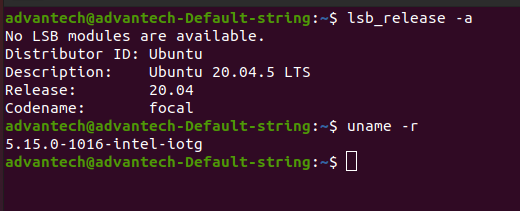 advantech@advantech-Default-string:~$ lsb_release -a
No LSB modules are available.
Distributor ID: Ubuntu
Description:    Ubuntu 20.04.5 LTS
Release:        20.04
Codename:       focal
advantech@advantech-Default-string:~$ uname -r
5.15.0-1016-intel-iotg
advantech@advantech-Default-string:~$